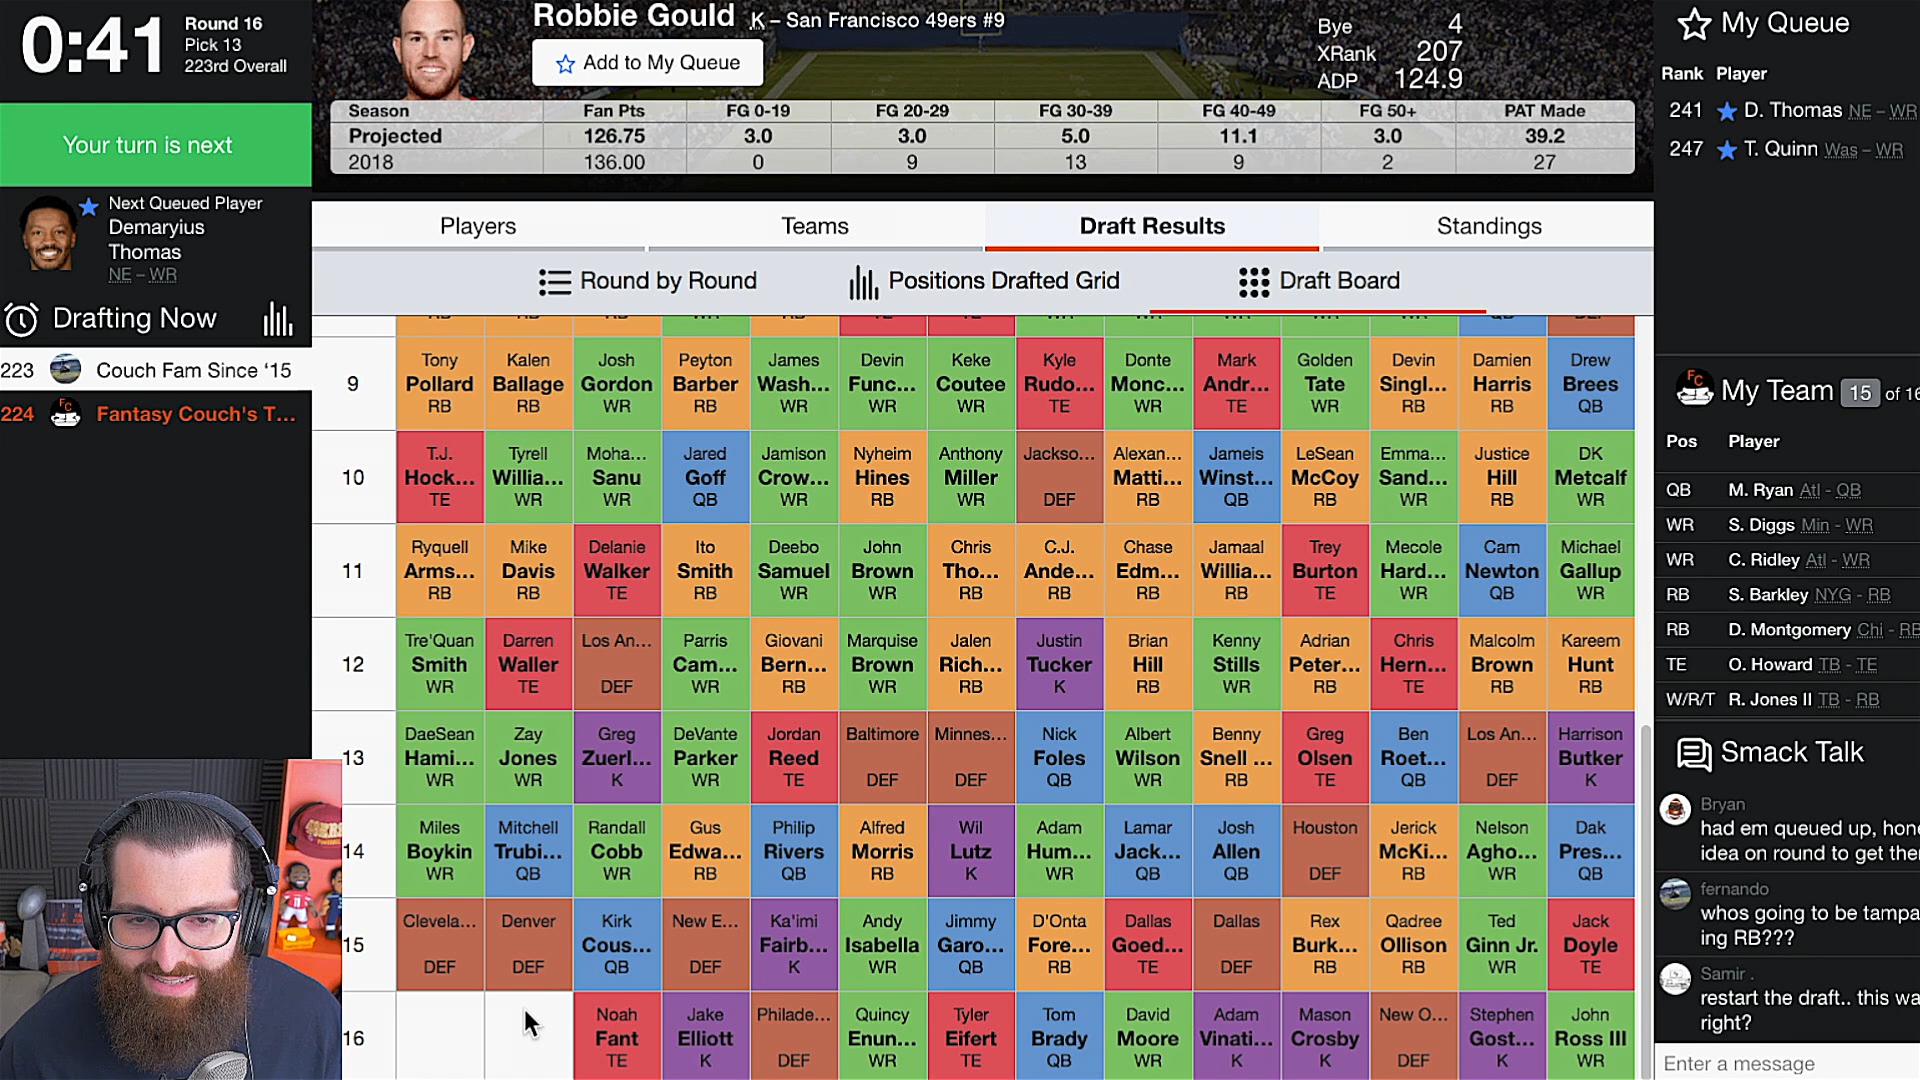 0:41
Round 16
Pick 13
223rd Overall
Your turn is next
Next Queued Player
Demaryius
Thomas
NE – WR
Drafting Now
223 Couch Fam Since ‘15
224 Fantasy Couch's T...
Robbie Gould K – San Francisco 49ers #9
Add to My Queue
Bye 4
XRank 207
ADP 124.9
Season Fan Pts FG 0-19 FG 20-29 FG 30-39 FG 40-49 FG 50+ PAT Made
Projected 126.75 3.0 3.0 5.0 11.1 3.0 39.2
2018 136.00 0 9 13 9 2 27
Players Teams Draft Results Standings
Round by Round Positions Drafted Grid Draft Board
Tony Kalen Josh Peyton James Devin Keke Kyle Donte Mark Golden Devin Damien Drew
9 Pollard Ballage Gordon Barber Wash... Func... Coutee Rudo... Monc... Andr... Tate Singl... Harris Brees
RB RB WR RB WR WR WR TE WR TE WR RB RB QB
T.J. Tyrell Moha... Jared Jamison Nyheim Anthony Jackso... Alexan... Jameis LeSean Emma... Justice DK
10 Hock... Willia... Sanu Goff Crow... Hines Miller Matti... Winst... McCoy Sand... Hill Metcalf
TE WR WR QB WR RB WR DEF RB QB RB WR RB WR
Ryquell Mike Delanie Ito Deebo John Chris C.J. Chase Jamaal Trey Mecole Cam Michael
11 Arms... Davis Walker Smith Samuel Brown Tho... Ande... Edm... Willia... Burton Hard... Newton Gallup
RB RB TE RB WR WR RB RB RB RB TE WR QB WR
Tre'Quan Darren Los An... Parris Giovani Marquise Jalen Justin Brian Kenny Adrian Chris Malcolm Kareem
12 Smith Waller Cam... Bern... Brown Rich... Tucker Hill Stills Peter... Hern... Brown Hunt
WR TE DEF WR RB WR RB K RB WR RB TE RB RB
DaeSean Zay Greg DeVante Jordan Baltimore Minnes... Nick Albert Benny Greg Ben Los An... Harrison
13 Hami... Jones Zuerl... Parker Reed Foles Wilson Snell ... Olsen Roet... Butker
WR WR K WR TE DEF DEF QB WR RB TE QB DEF K
Miles Mitchell Randall Gus Philip Alfred Wil Adam Lamar Josh Houston Jerick Nelson Dak
14 Boykin Trubi... Cobb Edwa... Rivers Morris Lutz Hum... Jack... Allen McKi... Agho... Pres...
WR QB WR RB QB RB K WR QB QB DEF RB WR QB
Clevela... Denver Kirk New E... Ka'imi Andy Jimmy D'Onta Dallas Dallas Rex Qadree Ted Jack
15 Cous... Fairb... Isabella Garo... Fore... Goed... Burk... Ollison Ginn Jr. Doyle
DEF DEF QB DEF K WR QB RB TE DEF RB RB WR TE
Noah Jake Philade... Quincy Tyler Tom David Adam Mason New O... Stephen John
16 Fant Elliott Enun... Eifert Brady Moore Vinati... Crosby Gost... Ross III
TE K DEF WR TE QB WR K K DEF K WR
My Queue
Rank Player
241 D. Thomas NE – WR
247 T. Quinn Was – WR
My Team 15 of 16
Pos Player
QB M. Ryan Atl - QB
WR S. Diggs Min - WR
WR C. Ridley Atl - WR
RB S. Barkley NYG - RB
RB D. Montgomery Chi - RB
TE O. Howard TB - TE
W/R/T R. Jones II TB - RB
Smack Talk
Bryan
had em queued up, hon
idea on round to get the
fernando
whos going to be tampa
ing RB???
Samir .
restart the draft.. this wa
right?
Enter a message